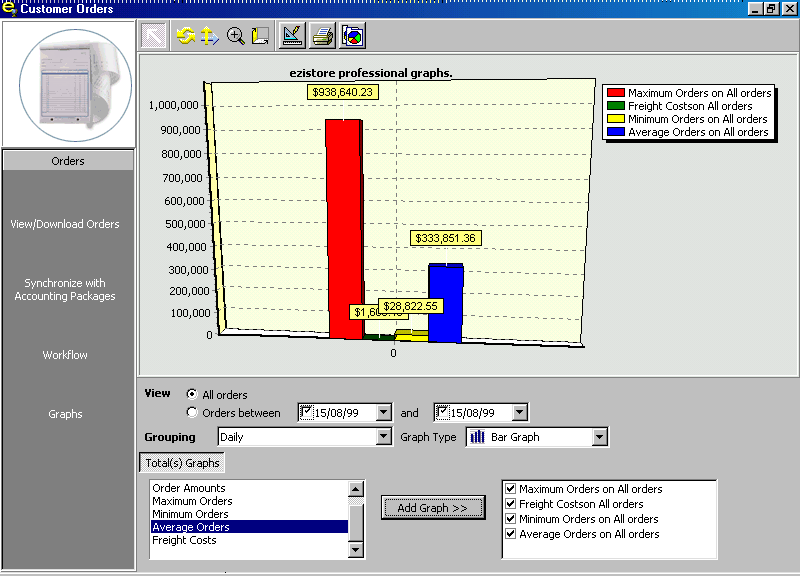 Customer Orders
ezistore professional graphs.
$938,640.23
1,000,000
900,000
800,000
700,000
600,000
500,000
400,000
300,000
200,000
100,000
0
$333,851.36
$28,822.55
0
Maximum Orders on All orders
Freight Costson All orders
Minimum Orders on All orders
Average Orders on All orders
Orders
View/Download Orders
Synchronize with
Accounting Packages
Workflow
Graphs
View All orders
Orders between 15/08/99 and 15/08/99
Grouping Daily Graph Type Bar Graph
Total(s) Graphs
Order Amounts
Maximum Orders
Minimum Orders
Average Orders
Freight Costs
Add Graph >>
Maximum Orders on All orders
Freight Costson All orders
Minimum Orders on All orders
Average Orders on All orders